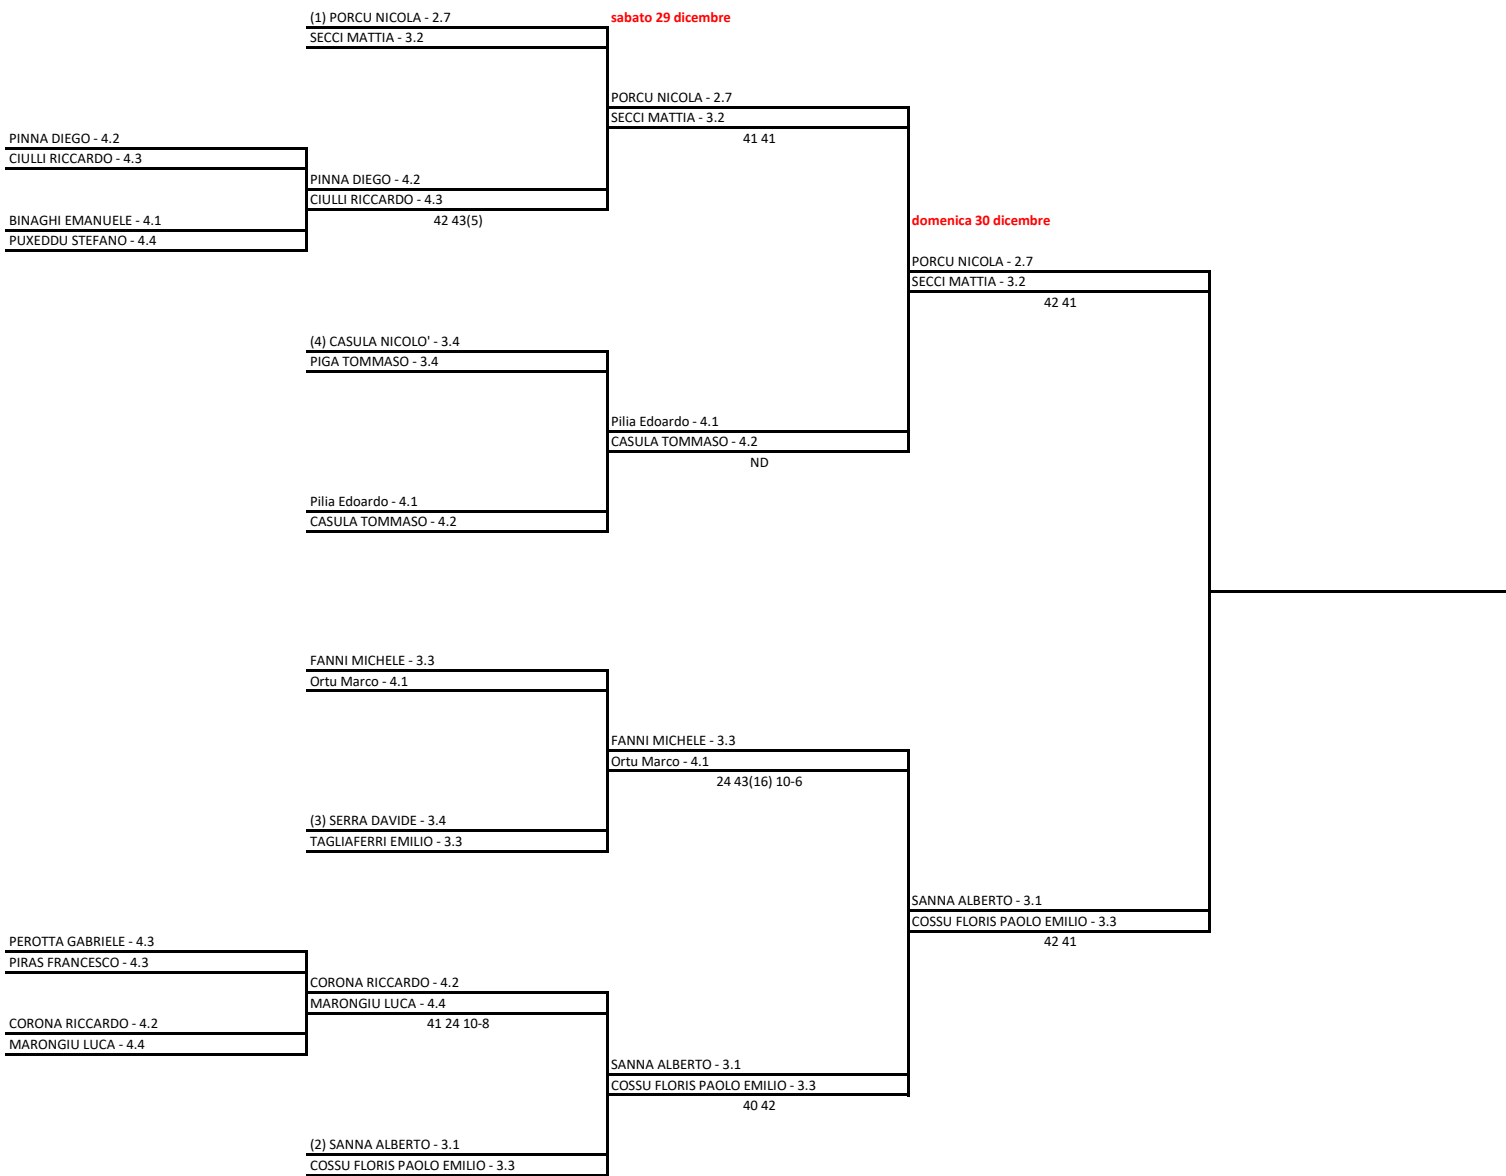 (1) PORCU NICOLA - 2.7
sabato 29 dicembre
SECCI MATTIA - 3.2
PORCU NICOLA - 2.7
SECCI MATTIA - 3.2
41 41
PINNA DIEGO - 4.2
CIULLI RICCARDO - 4.3
PINNA DIEGO - 4.2
CIULLI RICCARDO - 4.3
42 43(5)
BINAGHI EMANUELE - 4.1
PUXEDDU STEFANO - 4.4
domenica 30 dicembre
PORCU NICOLA - 2.7
SECCI MATTIA - 3.2
42 41
(4) CASULA NICOLO' - 3.4
PIGA TOMMASO - 3.4
Pilia Edoardo - 4.1
CASULA TOMMASO - 4.2
ND
Pilia Edoardo - 4.1
CASULA TOMMASO - 4.2
FANNI MICHELE - 3.3
Ortu Marco - 4.1
FANNI MICHELE - 3.3
Ortu Marco - 4.1
24 43(16) 10-6
(3) SERRA DAVIDE - 3.4
TAGLIAFERRI EMILIO - 3.3
SANNA ALBERTO - 3.1
COSSU FLORIS PAOLO EMILIO - 3.3
42 41
PEROTTA GABRIELE - 4.3
PIRAS FRANCESCO - 4.3
CORONA RICCARDO - 4.2
MARONGIU LUCA - 4.4
41 24 10-8
CORONA RICCARDO - 4.2
MARONGIU LUCA - 4.4
SANNA ALBERTO - 3.1
COSSU FLORIS PAOLO EMILIO - 3.3
40 42
(2) SANNA ALBERTO - 3.1
COSSU FLORIS PAOLO EMILIO - 3.3